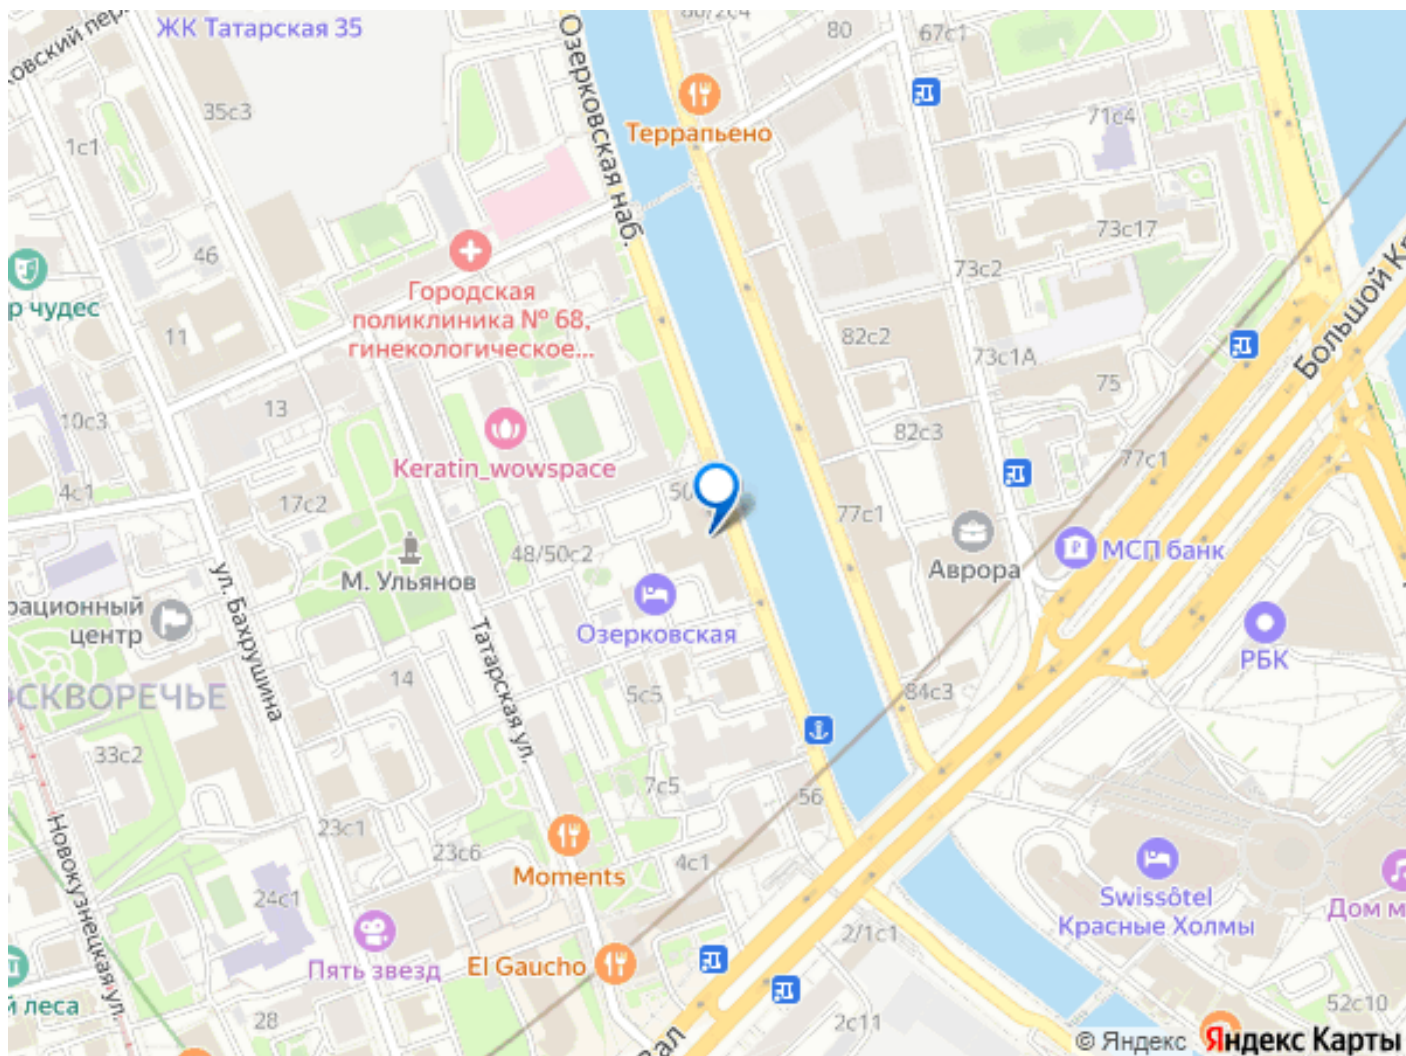 ЖК Татарская 35
80
67с1
35с3
1с1
Озерковская наб.
Террапьено
71с4
46
73с17
73с2
р чудес
Городская
поликлиника № 68,
гинекологическое...
11
82с2
73с1А
75
Большой
10с3
13
82с3
Keratin_wowspace
4с1
17с2
77с1
77с1
48/50с2
М. Ульянов
Аврора
МСП банк
рационный
центр
ул. Бахрушина
Татарская ул.
Озерковская
РБК
14
5с5
84с3
33с2
7с5
56
Новокузнецкая ул.
23с1
23с6
4с1
Moments
24с1
Swissôtel
Красные Холмы
Дом м
Пять звезд
El Gaucho
2/1с1
й леса
28
2с11
52с10
© Яндекс
Яндекс Карты